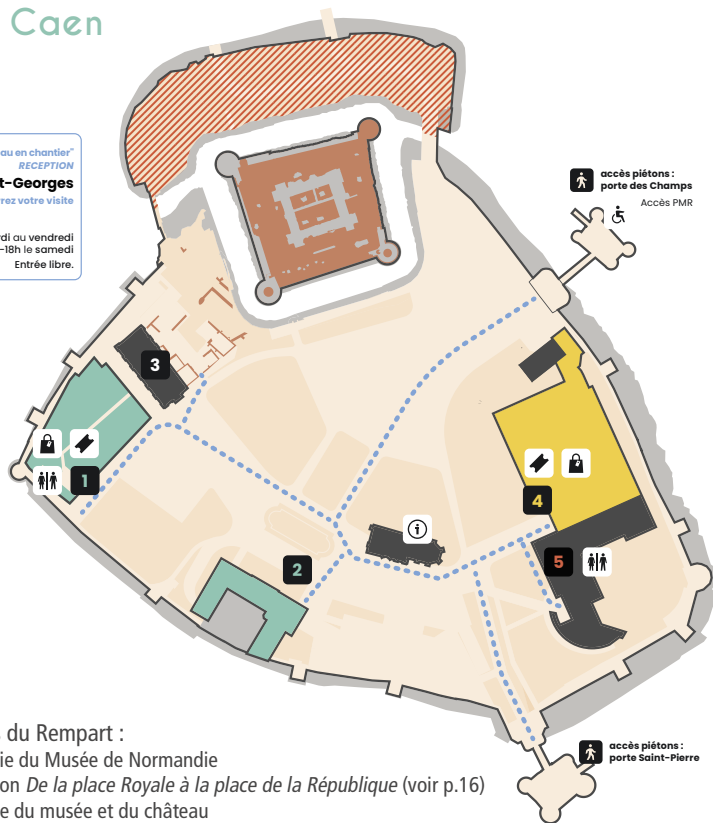 Caen
au en chantier"
RECEPTION
t-Georges
rez votre visite
di au vendredi
-18h le samedi
Entrée libre.
accès piétons :
porte des Champs
Accès PMR
3
1
4
2
5
accès piétons :
porte Saint-Pierre
du Rempart :
ie du Musée de Normandie
on De la place Royale à la place de la République (voir p.16)
e du musée et du château